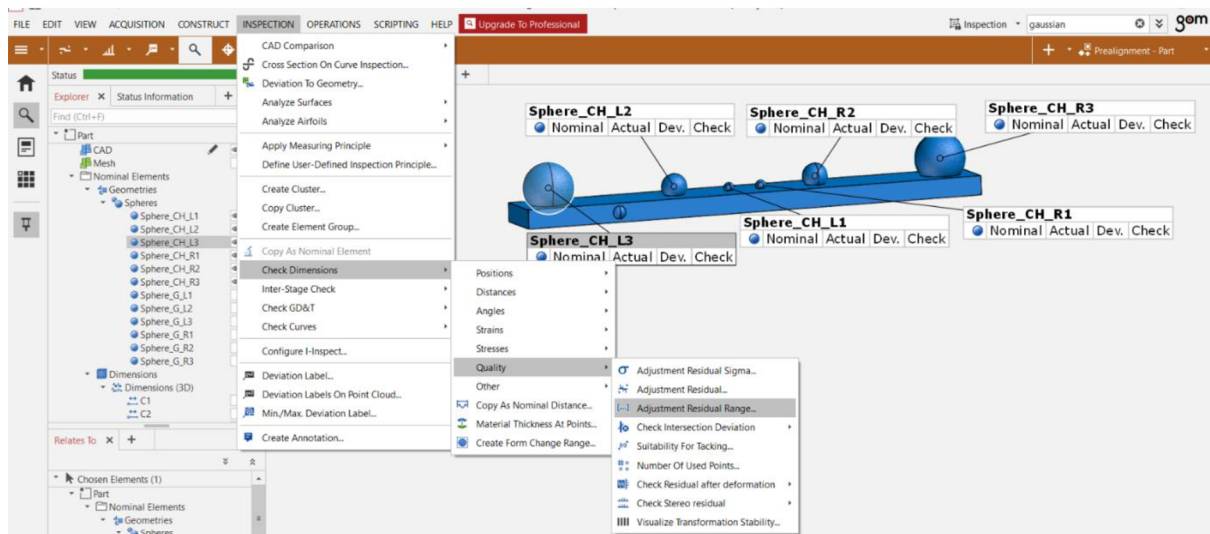 FILE EDIT VIEW ACQUISITION CONSTRUCT INSPECTION OPERATIONS SCRIPTING HELP Upgrade To Professional Inspection gaussian gom
Prealignment - Part
Status
Explorer Status Information
Find (Ctrl+F)
Part
CAD
Mesh
Nominal Elements
Geometries
Spheres
Sphere_CH_L1
Sphere_CH_L2
Sphere_CH_L3
Sphere_CH_R1
Sphere_CH_R2
Sphere_CH_R3
Sphere_G_L1
Sphere_G_L2
Sphere_G_L3
Sphere_G_R1
Sphere_G_R2
Sphere_G_R3
Dimensions
Dimensions (3D)
C1
C2
Relates To
Chosen Elements (1)
Part
Nominal Elements
Geometries
Spheres
CAD Comparison
Cross Section On Curve Inspection...
Deviation To Geometry...
Analyze Surfaces
Analyze Airfoils
Apply Measuring Principle
Define User-Defined Inspection Principle...
Create Cluster...
Copy Cluster...
Create Element Group...
Copy As Nominal Element
Check Dimensions
Inter-Stage Check
Check GD&T
Check Curves
Configure I-Inspect...
Deviation Label...
Deviation Labels On Point Cloud...
Min./Max. Deviation Label...
Create Annotation...
Positions
Distances
Angles
Strains
Stresses
Quality
Other
Copy As Nominal Distance...
Material Thickness At Points...
Create Form Change Range...
Adjustment Residual Sigma...
Adjustment Residual...
Adjustment Residual Range...
Check Intersection Deviation
Suitability For Tacking...
Number Of Used Points...
Check Residual after deformation
Check Stereo residual
Visualize Transformation Stability...
Sphere_CH_L2
Nominal Actual Dev. Check
Sphere_CH_R2
Nominal Actual Dev. Check
Sphere_CH_R3
Nominal Actual Dev. Check
Sphere_CH_L3
Nominal Actual Dev. Check
Sphere_CH_L1
Nominal Actual Dev. Check
Sphere_CH_R1
Nominal Actual Dev. Check